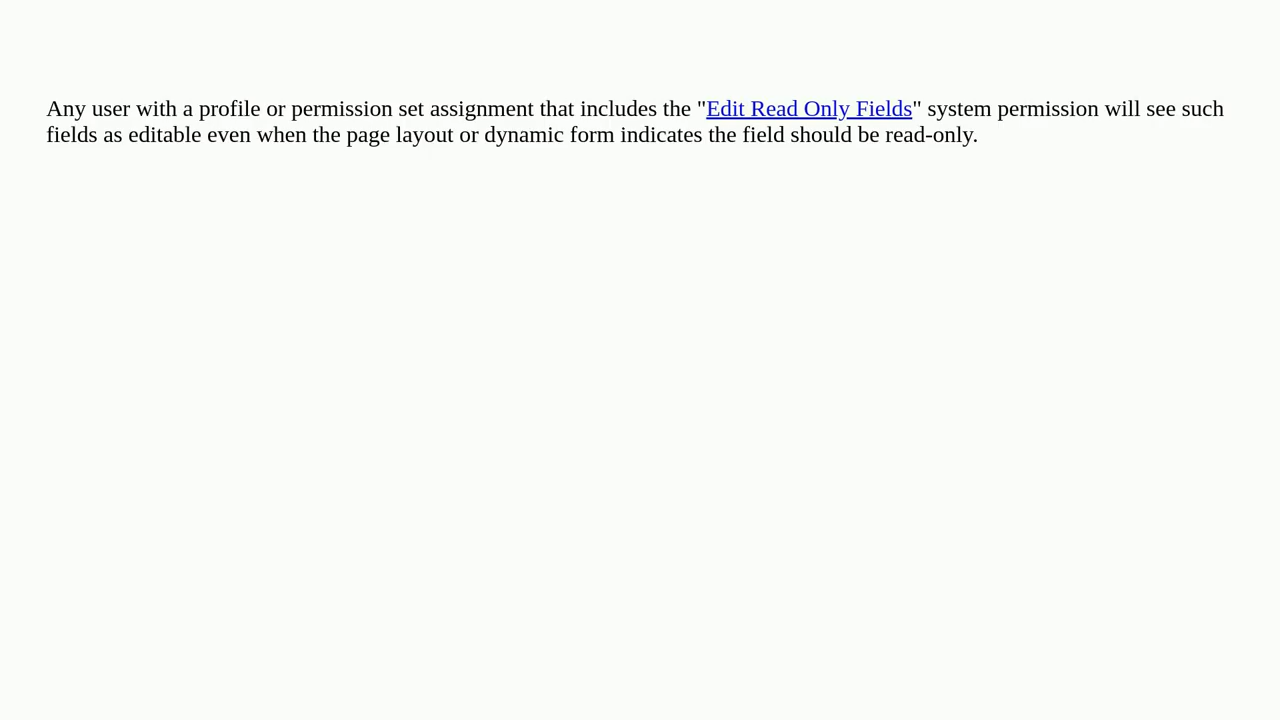 Any user with a profile or permission set assignment that includes the "Edit Read Only Fields" system permission will see such
fields as editable even when the page layout or dynamic form indicates the field should be read-only.